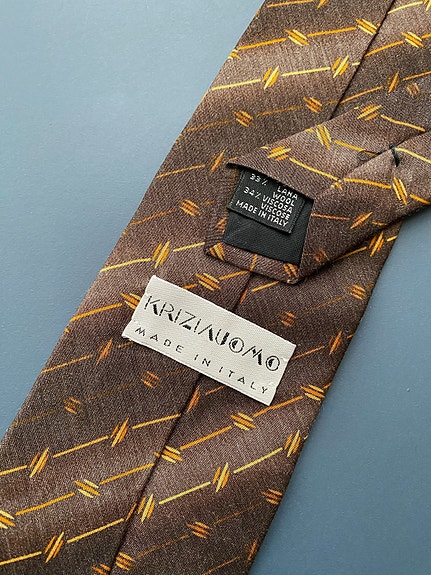 33% LANA
WOOL
34% VISCOSA
VISCOSE
MADE IN ITALY
KRIZIAUOMO
MADE IN ITALY